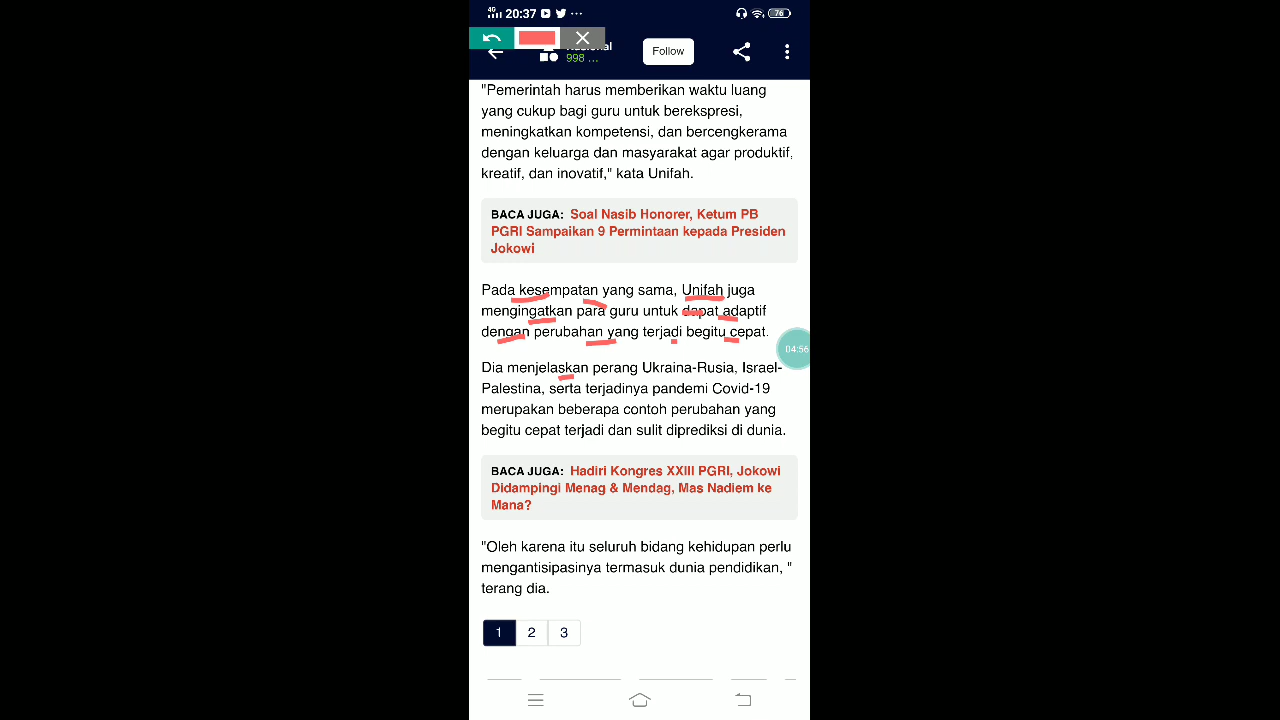 4G 20:37 76
Nasional
998 ...
Follow
"Pemerintah harus memberikan waktu luang
yang cukup bagi guru untuk berekspresi,
meningkatkan kompetensi, dan bercengkerama
dengan keluarga dan masyarakat agar produktif,
kreatif, dan inovatif," kata Unifah.
BACA JUGA: Soal Nasib Honorer, Ketum PB
PGRI Sampaikan 9 Permintaan kepada Presiden
Jokowi
Pada kesempatan yang sama, Unifah juga
mengingatkan para guru untuk dapat adaptif
dengan perubahan yang terjadi begitu cepat.
04:56
Dia menjelaskan perang Ukraina-Rusia, Israel-
Palestina, serta terjadinya pandemi Covid-19
merupakan beberapa contoh perubahan yang
begitu cepat terjadi dan sulit diprediksi di dunia.
BACA JUGA: Hadiri Kongres XXIII PGRI, Jokowi
Didampingi Menag & Mendag, Mas Nadiem ke
Mana?
"Oleh karena itu seluruh bidang kehidupan perlu
mengantisipasinya termasuk dunia pendidikan, "
terang dia.
1 2 3